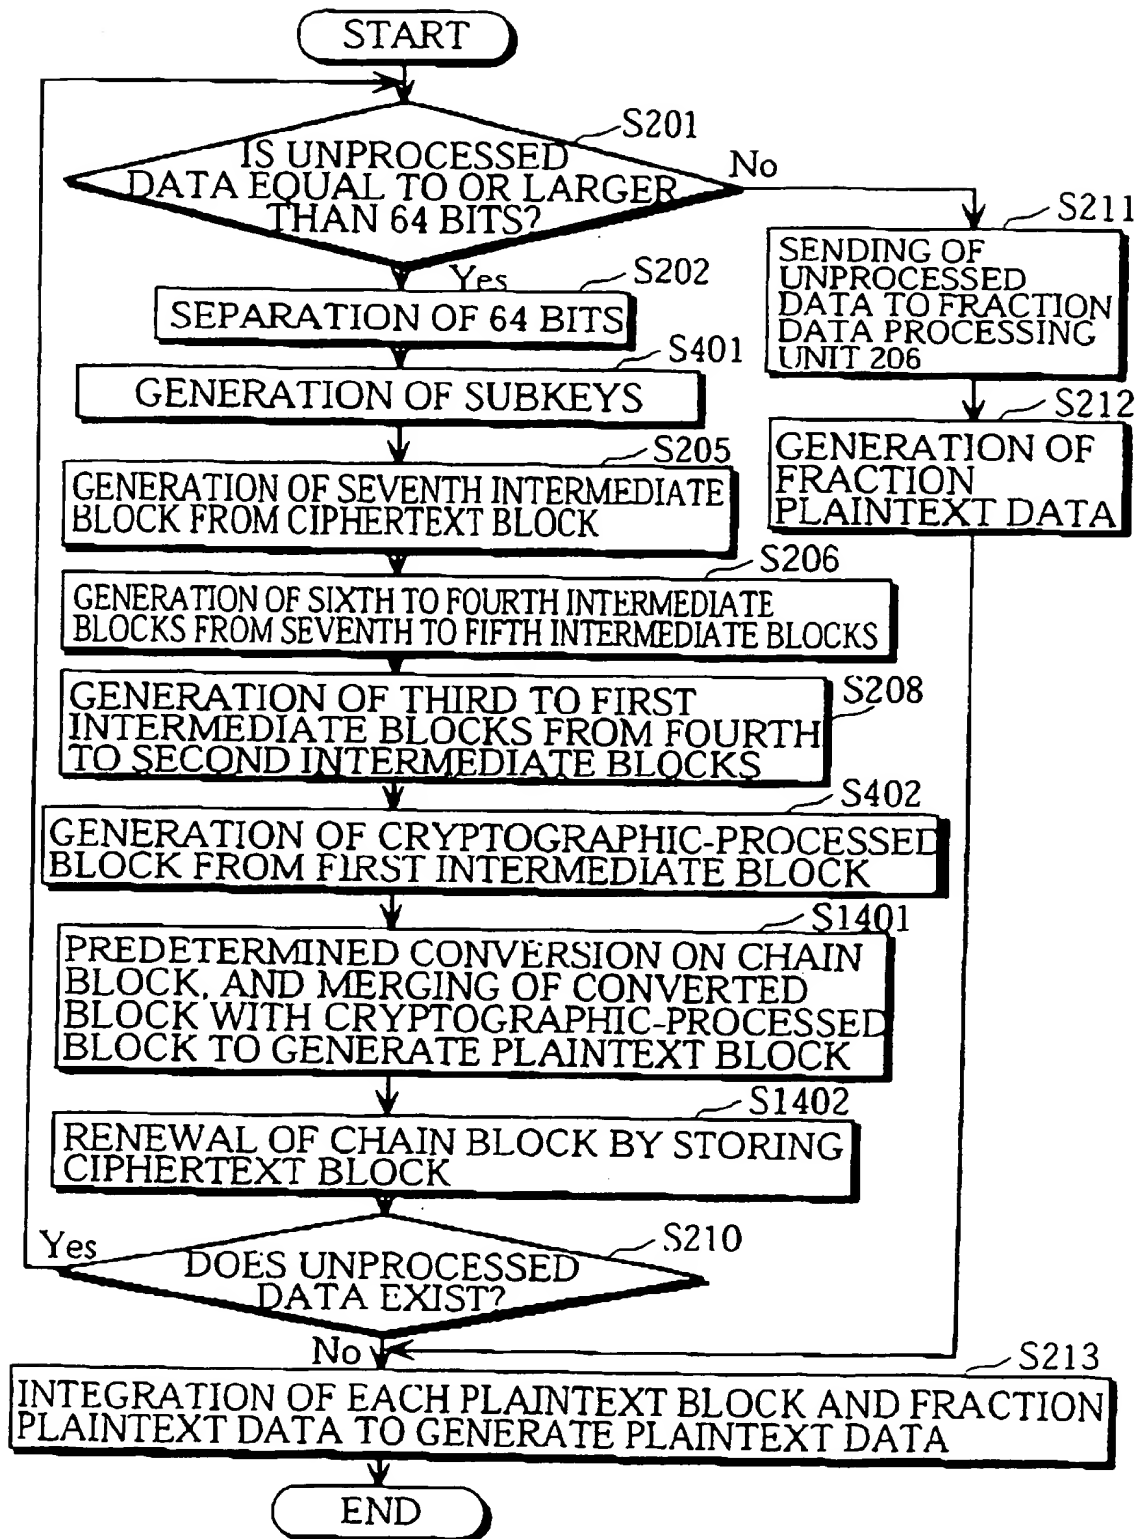 START
S201
IS UNPROCESSED
DATA EQUAL TO OR LARGER
THAN 64 BITS?
No
Yes
S211
SENDING OF
UNPROCESSED
DATA TO FRACTION
DATA PROCESSING
UNIT 206
S202
SEPARATION OF 64 BITS
S401
GENERATION OF SUBKEYS
S212
GENERATION OF
FRACTION
PLAINTEXT DATA
S205
GENERATION OF SEVENTH INTERMEDIATE
BLOCK FROM CIPHERTEXT BLOCK
S206
GENERATION OF SIXTH TO FOURTH INTERMEDIATE
BLOCKS FROM SEVENTH TO FIFTH INTERMEDIATE BLOCKS
S208
GENERATION OF THIRD TO FIRST
INTERMEDIATE BLOCKS FROM FOURTH
TO SECOND INTERMEDIATE BLOCKS
S402
GENERATION OF CRYPTOGRAPHIC-PROCESSED
BLOCK FROM FIRST INTERMEDIATE BLOCK
S1401
PREDETERMINED CONVERSION ON CHAIN
BLOCK, AND MERGING OF CONVERTED
BLOCK WITH CRYPTOGRAPHIC-PROCESSED
BLOCK TO GENERATE PLAINTEXT BLOCK
S1402
RENEWAL OF CHAIN BLOCK BY STORING
CIPHERTEXT BLOCK
S210
Yes
DOES UNPROCESSED
DATA EXIST?
No
S213
INTEGRATION OF EACH PLAINTEXT BLOCK AND FRACTION
PLAINTEXT DATA TO GENERATE PLAINTEXT DATA
END